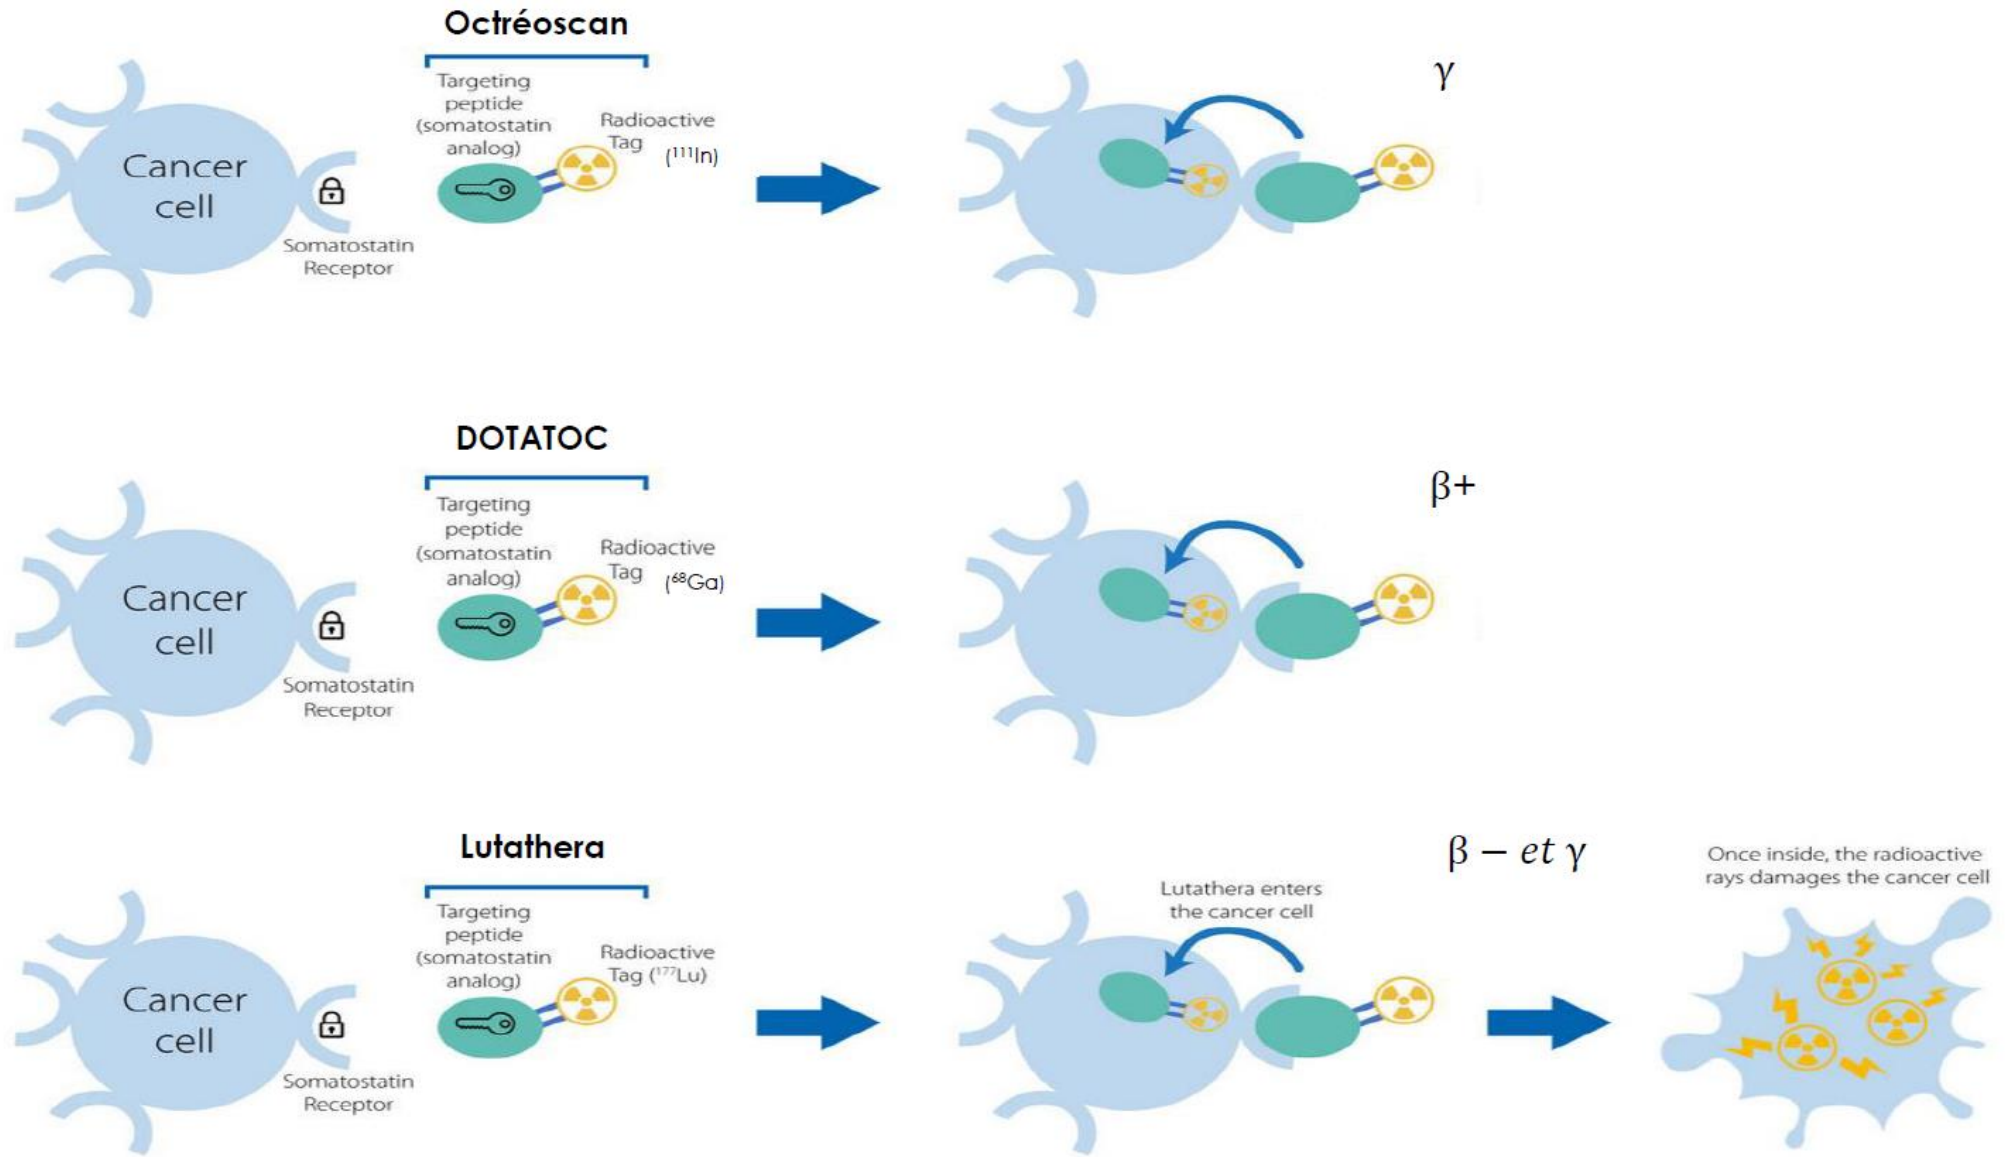 Octréoscan
Targeting
peptide
(somatostatin
analog)
Radioactive
Tag
(¹¹¹In)
γ
Cancer
cell
Somatostatin
Receptor
DOTATOC
Targeting
peptide
(somatostatin
analog)
Radioactive
Tag
(⁶⁸Ga)
β+
Cancer
cell
Somatostatin
Receptor
Lutathera
Targeting
peptide
(somatostatin
analog)
Radioactive
Tag (¹⁷⁷Lu)
β − et γ
Lutathera enters
the cancer cell
Once inside, the radioactive
rays damages the cancer cell
Cancer
cell
Somatostatin
Receptor